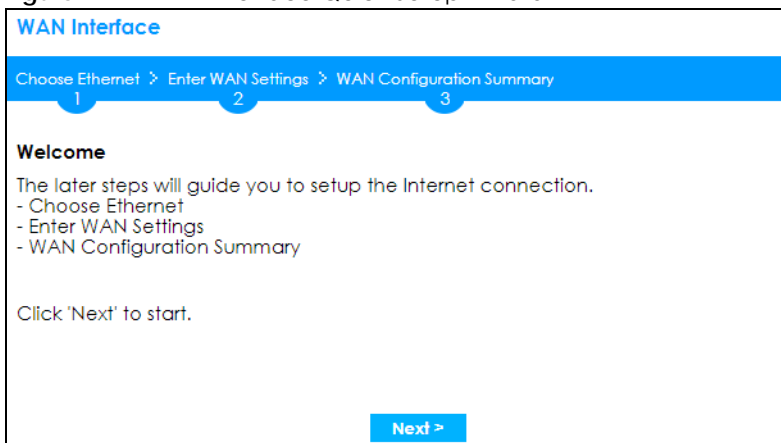 WAN Interface
Choose Ethernet > Enter WAN Settings > WAN Configuration Summary
1 2 3
Welcome
The later steps will guide you to setup the Internet connection.
- Choose Ethernet
- Enter WAN Settings
- WAN Configuration Summary
Click 'Next' to start.
Next >